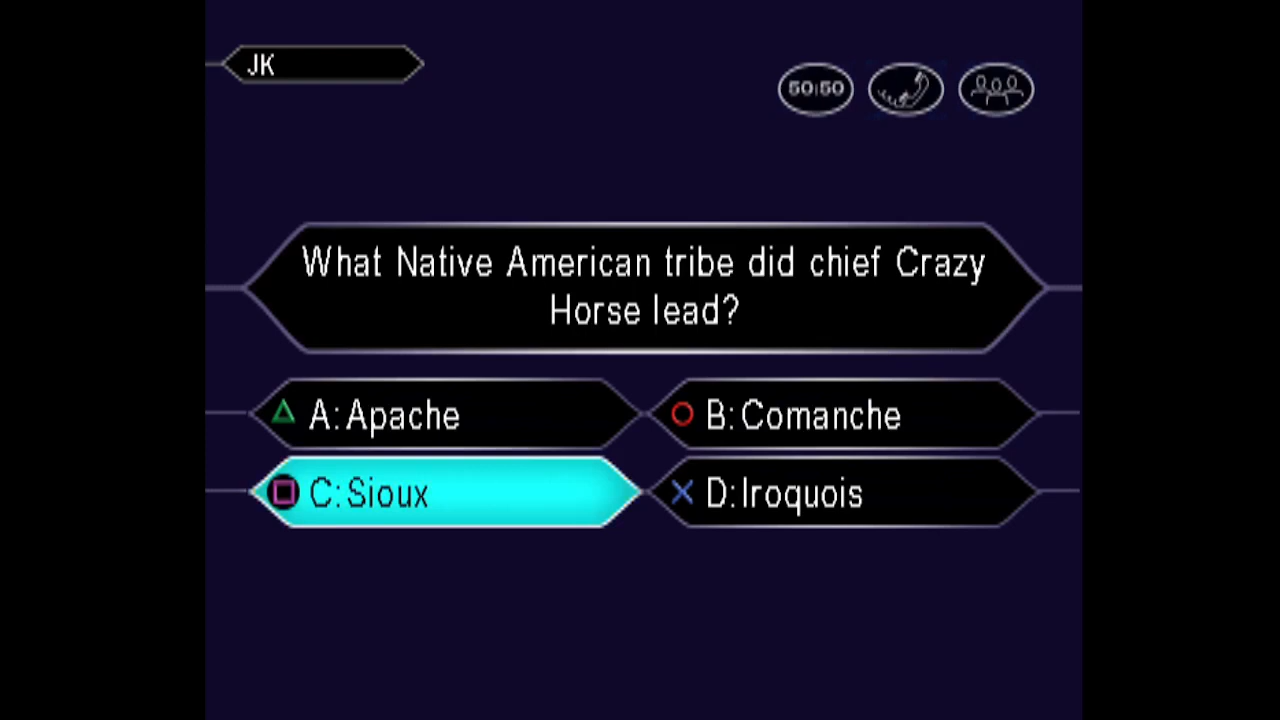 JK
50:50
What Native American tribe did chief Crazy
Horse lead?
A:Apache
B:Comanche
C:Sioux
D:Iroquois